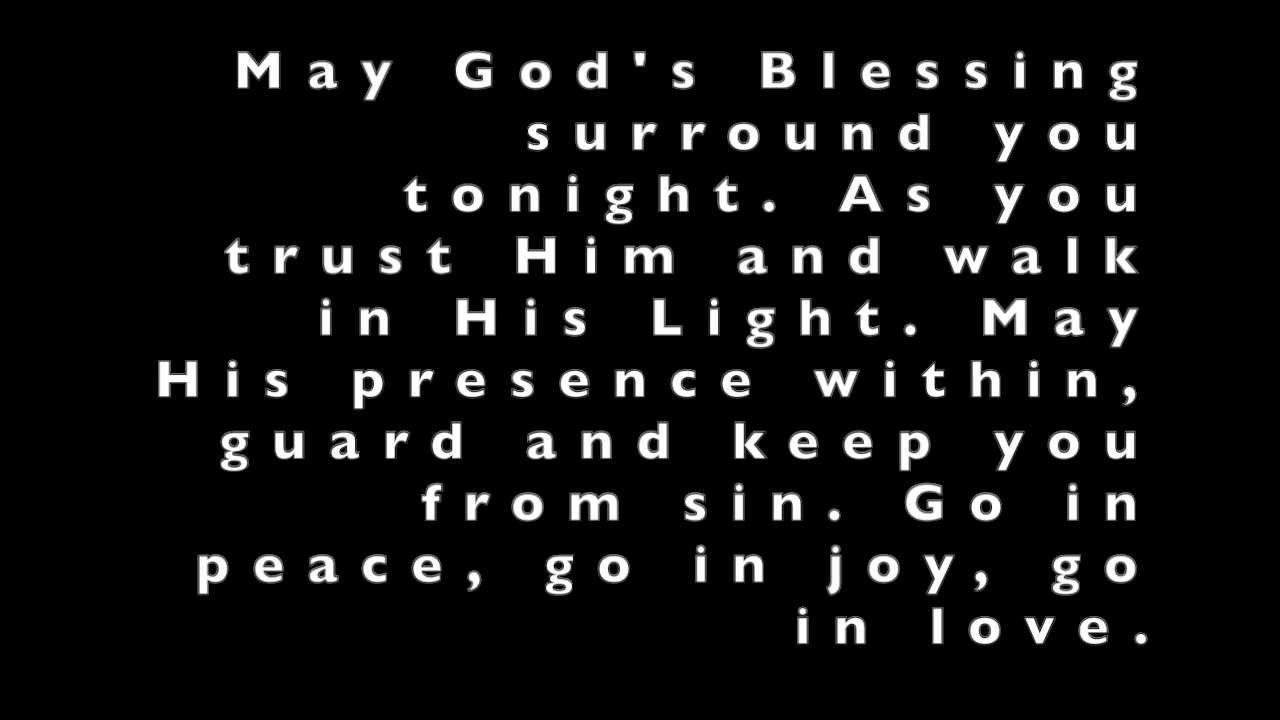 May God's Blessing
surround you
tonight. As you
trust Him and walk
in His Light. May
His presence within,
guard and keep you
from sin. Go in
peace, go in joy, go
in love.